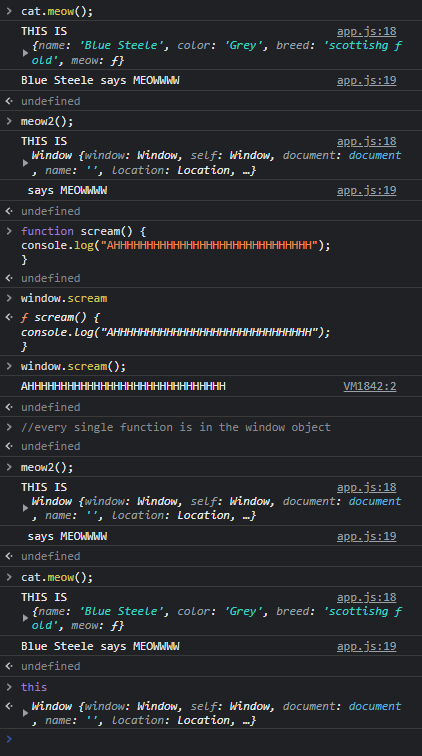 cat.meow();
THIS IS app.js:18
{name: 'Blue Steele', color: 'Grey', breed: 'scottishg f
old', meow: ƒ}
Blue Steele says MEOWWWW app.js:19
undefined
meow2();
THIS IS app.js:18
Window {window: Window, self: Window, document: document
, name: '', location: Location, …}
says MEOWWWW app.js:19
undefined
function scream() {
console.log("AHHHHHHHHHHHHHHHHHHHHHHHHHHHHHH");
}
undefined
window.scream
ƒ scream() {
console.log("AHHHHHHHHHHHHHHHHHHHHHHHHHHHHHH");
}
window.scream();
AHHHHHHHHHHHHHHHHHHHHHHHHHHHHHH VM1842:2
undefined
//every single function is in the window object
undefined
meow2();
THIS IS app.js:18
Window {window: Window, self: Window, document: document
, name: '', location: Location, …}
says MEOWWWW app.js:19
undefined
cat.meow();
THIS IS app.js:18
{name: 'Blue Steele', color: 'Grey', breed: 'scottishg f
old', meow: ƒ}
Blue Steele says MEOWWWW app.js:19
undefined
this
Window {window: Window, self: Window, document: document
, name: '', location: Location, …}